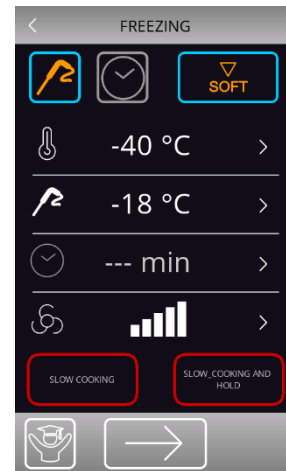 FREEZING
SOFT
-40 °C
-18 °C
--- min
SLOW COOKING
SLOW_COOKING AND
HOLD